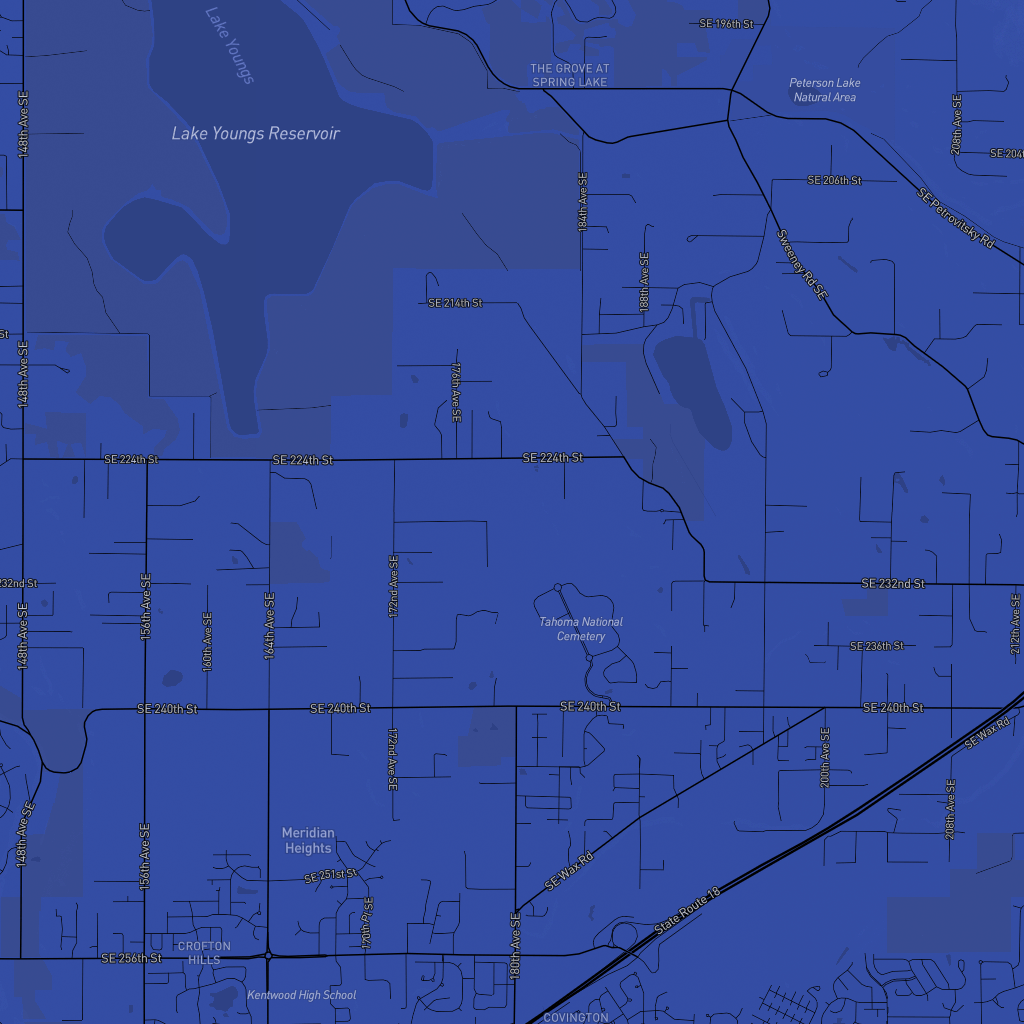 Lake Youngs
SE 196th St
THE GROVE AT
SPRING LAKE
Peterson Lake
Natural Area
148th Ave SE
208th Ave SE
Lake Youngs Reservoir
SE 204t
SE 206th St
184th Ave SE
SE Petrovitsky Rd
Sweeney Rd SE
188th Ave SE
SE 214th St
St
148th Ave SE
176th Ave SE
SE 224th St
SE 224th St
SE 224th St
232nd St
SE 232nd St
172nd Ave SE
156th Ave SE
148th Ave SE
160th Ave SE
164th Ave SE
212th Ave SE
Tahoma National
Cemetery
SE 236th St
SE 240th St
SE 240th St
SE 240th St
SE 240th St
SE Wax Rd
172nd Ave SE
200th Ave SE
208th Ave SE
148th Ave SE
156th Ave SE
Meridian
Heights
SE 251st St
SE Wax Rd
170th Pl SE
State Route 18
180th Ave SE
CROFTON
HILLS
SE 256th St
Kentwood High School
COVINGTON